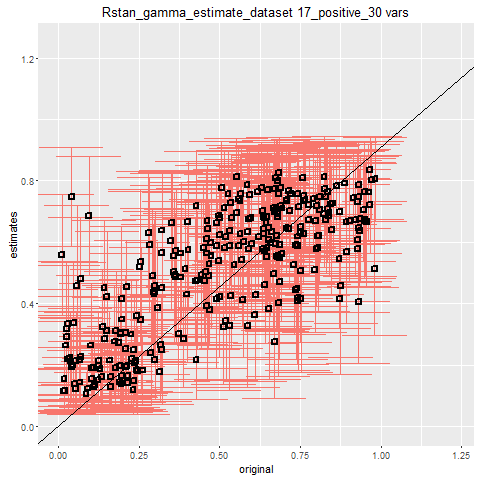 Rstan_gamma_estimate_dataset 17_positive_30 vars
1.2
0.8
0.4
0.0
estimates
0.00 0.25 0.50 0.75 1.00 1.25
original